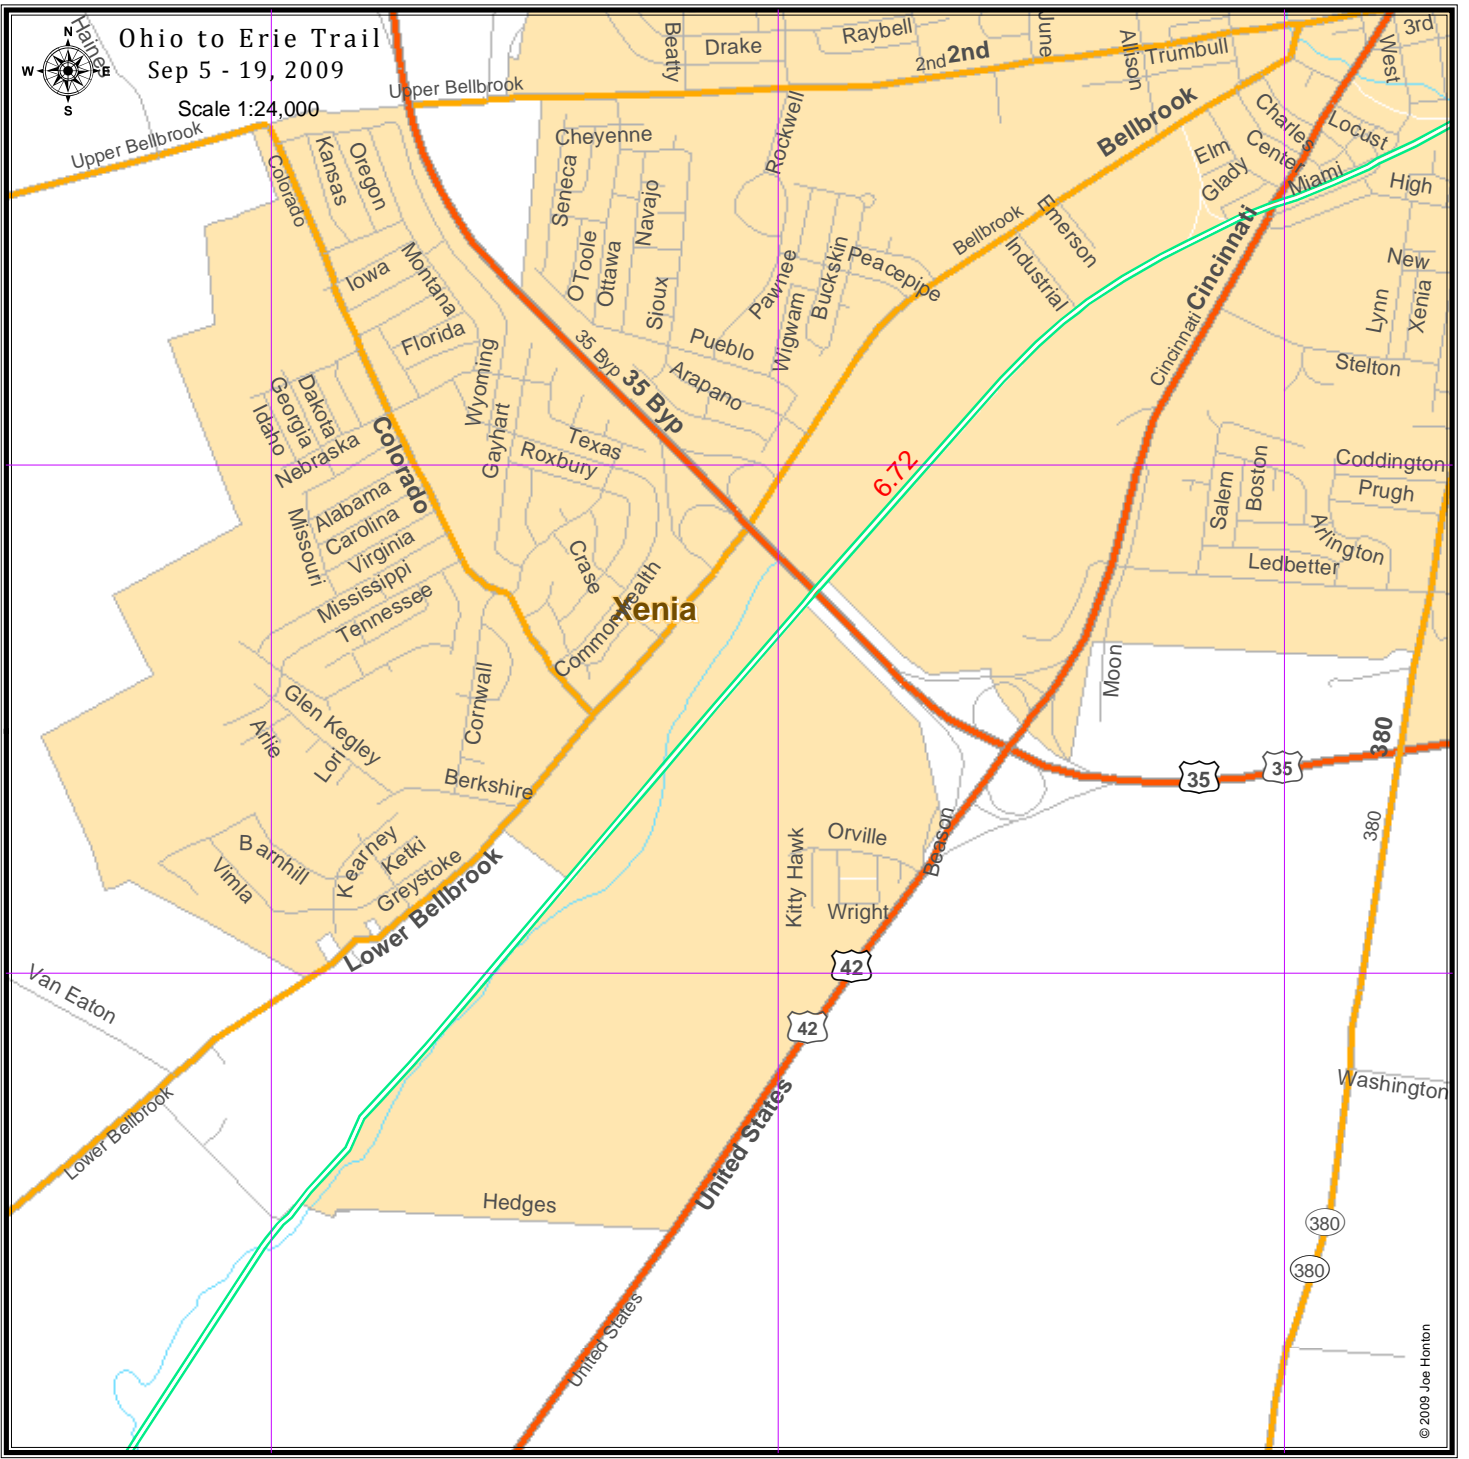 Ohio to Erie Trail
Sep 5 - 19, 2009
Scale 1:24,000
N
W
E
S
Haines
Upper Bellbrook
Upper Bellbrook
Beatty
Drake
Raybell
June
2nd
2nd
Allison
Trumbull
West
3rd
Bellbrook
Charles
Locust
Center
Elm
Glady
Miami
High
Colorado
Kansas
Oregon
Cheyenne
Seneca
Navajo
Rockwell
O'Toole
Ottawa
Sioux
Iowa
Montana
Florida
Wyoming
Pawnee
Wigwam
Buckskin
Peacepipe
Bellbrook
Emerson
Industrial
Cincinnati
Cincinnati
New
Lynn
Xenia
Stelton
35 Byp
35 Byp
Pueblo
Arapano
Dakota
Georgia
Idaho
Nebraska
Colorado
Gayhart
Texas
Roxbury
6.72
Coddington
Prugh
Salem
Boston
Arlington
Ledbetter
Alabama
Carolina
Virginia
Missouri
Mississippi
Tennessee
Crase
Commonwealth
Xenia
Moon
Glen Kegley
Arlie
Lori
Cornwall
Berkshire
380
35
35
380
Barnhill
Vimla
Kearney
Ketki
Greystoke
Lower Bellbrook
Kitty Hawk
Orville
Wright
Beason
42
42
Van Eaton
Lower Bellbrook
United States
Washington
Hedges
380
380
United States
© 2009 Joe Honton